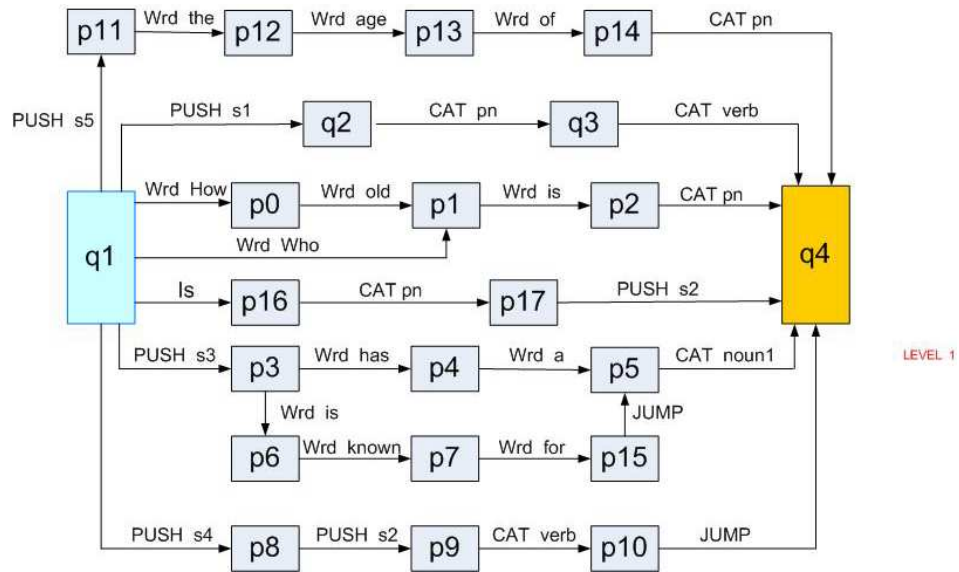 p11 Wrd the p12 Wrd age p13 Wrd of p14 CAT pn
PUSH s5 PUSH s1 q2 CAT pn q3 CAT verb
Wrd How p0 Wrd old p1 Wrd is p2 CAT pn
q1 Wrd Who q4
Is p16 CAT pn p17 PUSH s2
PUSH s3 p3 Wrd has p4 Wrd a p5 CAT noun1 LEVEL 1
Wrd is JUMP
p6 Wrd known p7 Wrd for p15
PUSH s4 p8 PUSH s2 p9 CAT verb p10 JUMP